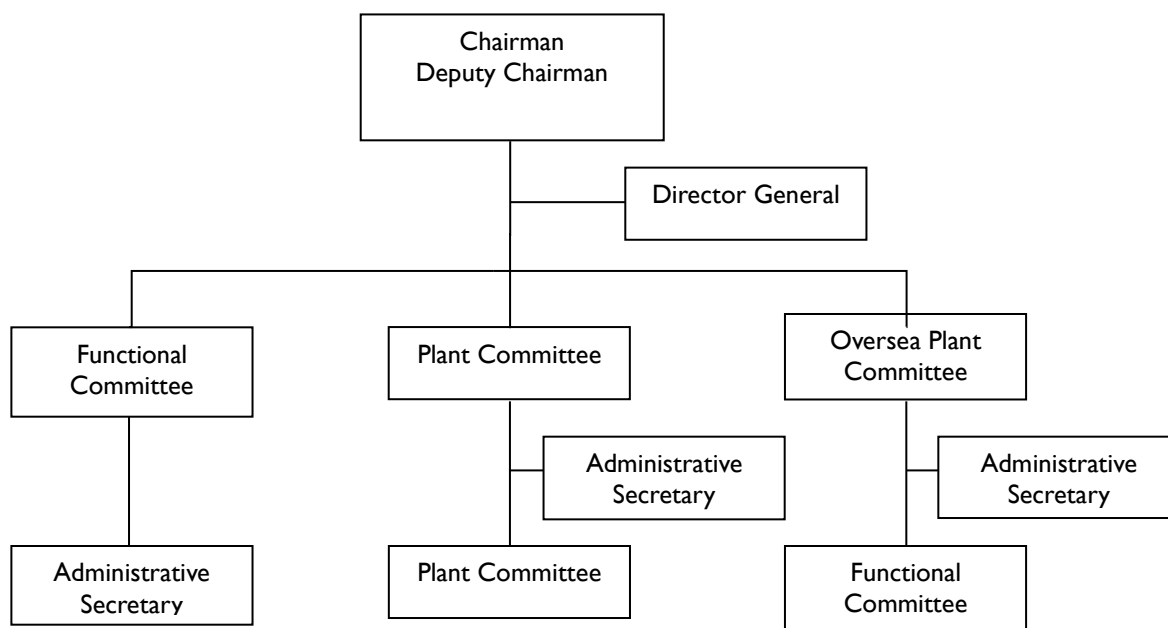 Chairman
Deputy Chairman
Director General
Functional
Committee
Plant Committee
Oversea Plant
Committee
Administrative
Secretary
Administrative
Secretary
Administrative
Secretary
Plant Committee
Functional
Committee